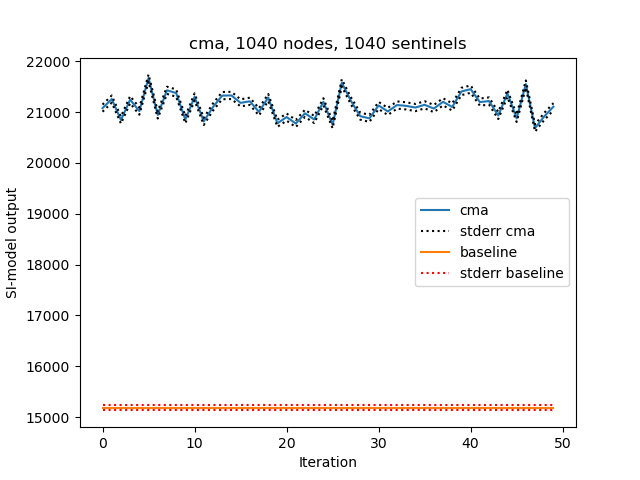 cma, 1040 nodes, 1040 sentinels
22000
21000
20000
19000
18000
17000
16000
15000
SI-model output
cma
stderr cma
baseline
stderr baseline
0 10 20 30 40 50
Iteration